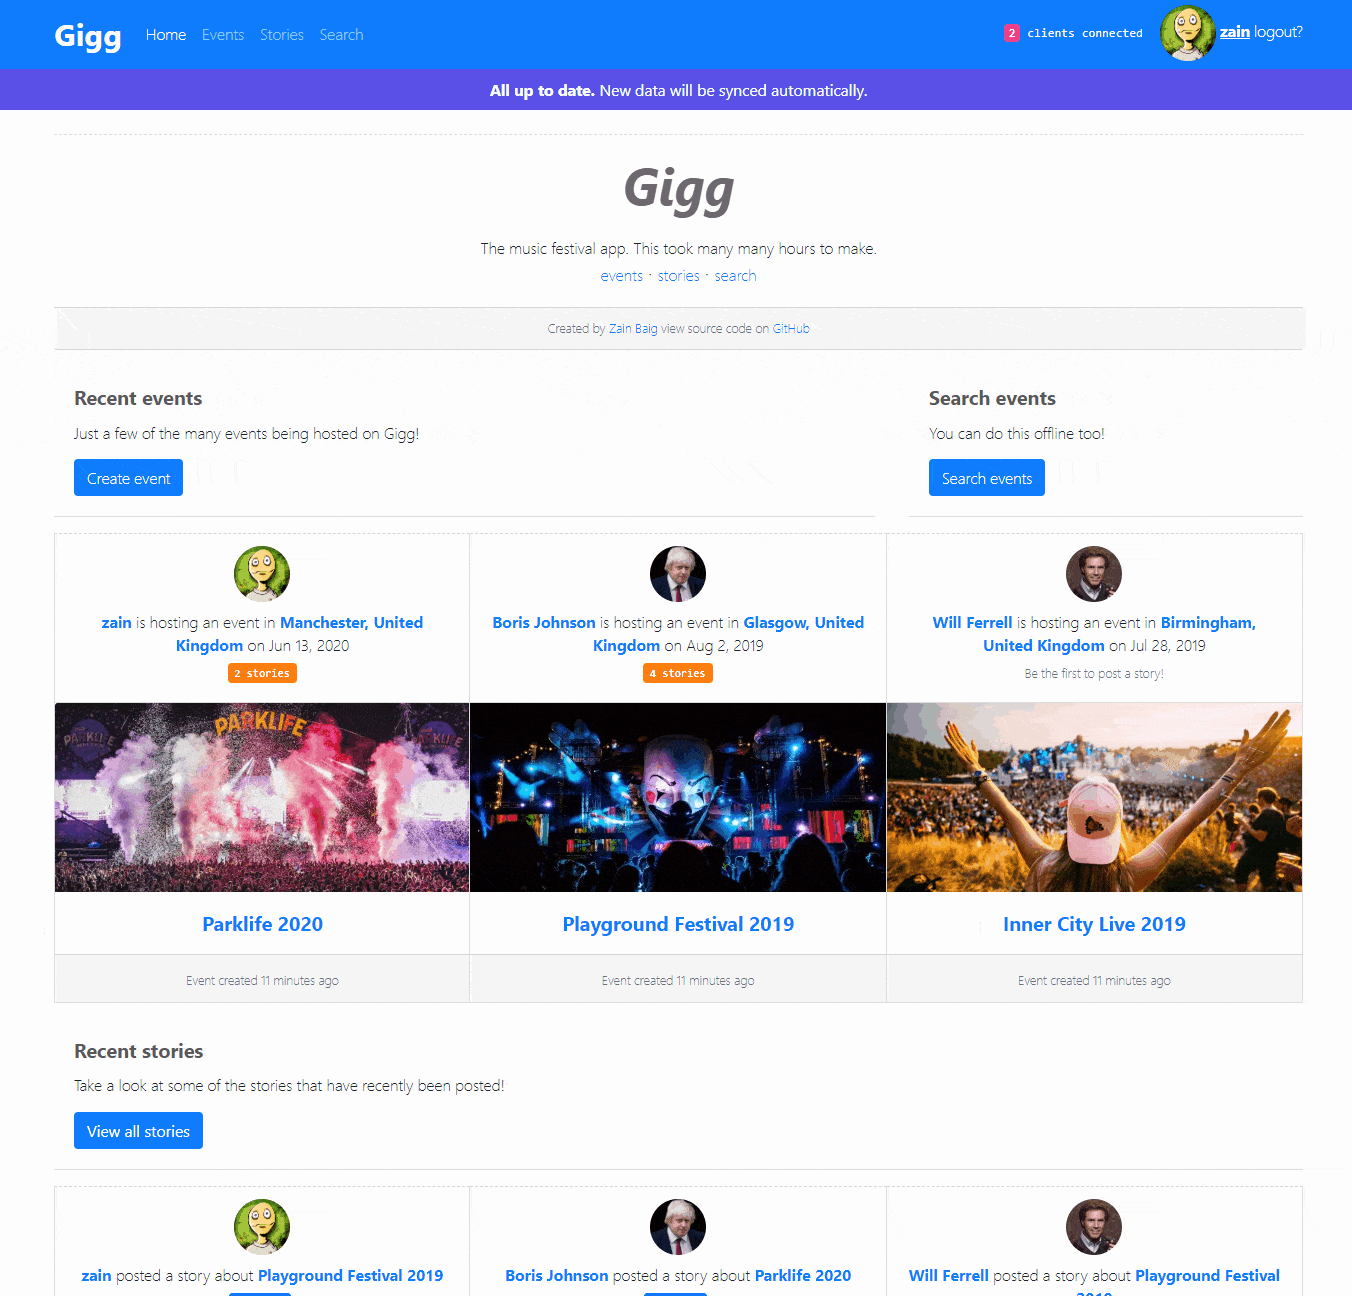 Gigg Home Events Stories Search 2 clients connected zain logout?
All up to date. New data will be synced automatically.
Gigg
The music festival app. This took many many hours to make.
events · stories · search
Created by Zain Baig view source code on GitHub
Recent events
Just a few of the many events being hosted on Gigg!
Create event
Search events
You can do this offline too!
Search events
zain is hosting an event in Manchester, United
Kingdom on Jun 13, 2020
2 stories
PARKLIFE
PARKLIFE
Parklife 2020
Event created 11 minutes ago
Boris Johnson is hosting an event in Glasgow, United
Kingdom on Aug 2, 2019
4 stories
Playground Festival 2019
Event created 11 minutes ago
Will Ferrell is hosting an event in Birmingham,
United Kingdom on Jul 28, 2019
Be the first to post a story!
Inner City Live 2019
Event created 11 minutes ago
Recent stories
Take a look at some of the stories that have recently been posted!
View all stories
zain posted a story about Playground Festival 2019
Boris Johnson posted a story about Parklife 2020
Will Ferrell posted a story about Playground Festival
2019